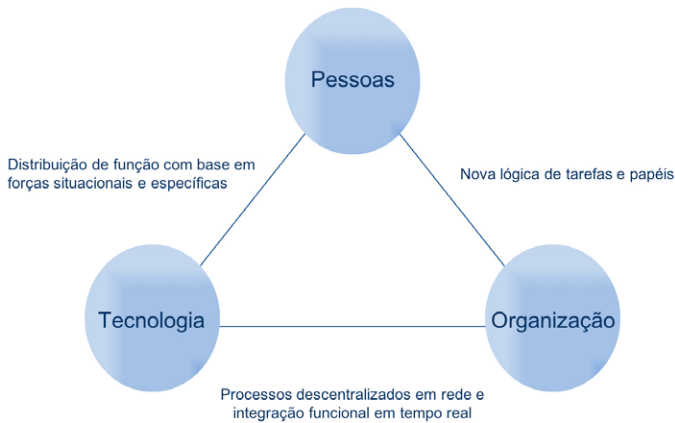 Pessoas
Distribuição de função com base em
forças situacionais e específicas
Nova lógica de tarefas e papéis
Tecnologia
Organização
Processos descentralizados em rede e
integração funcional em tempo real